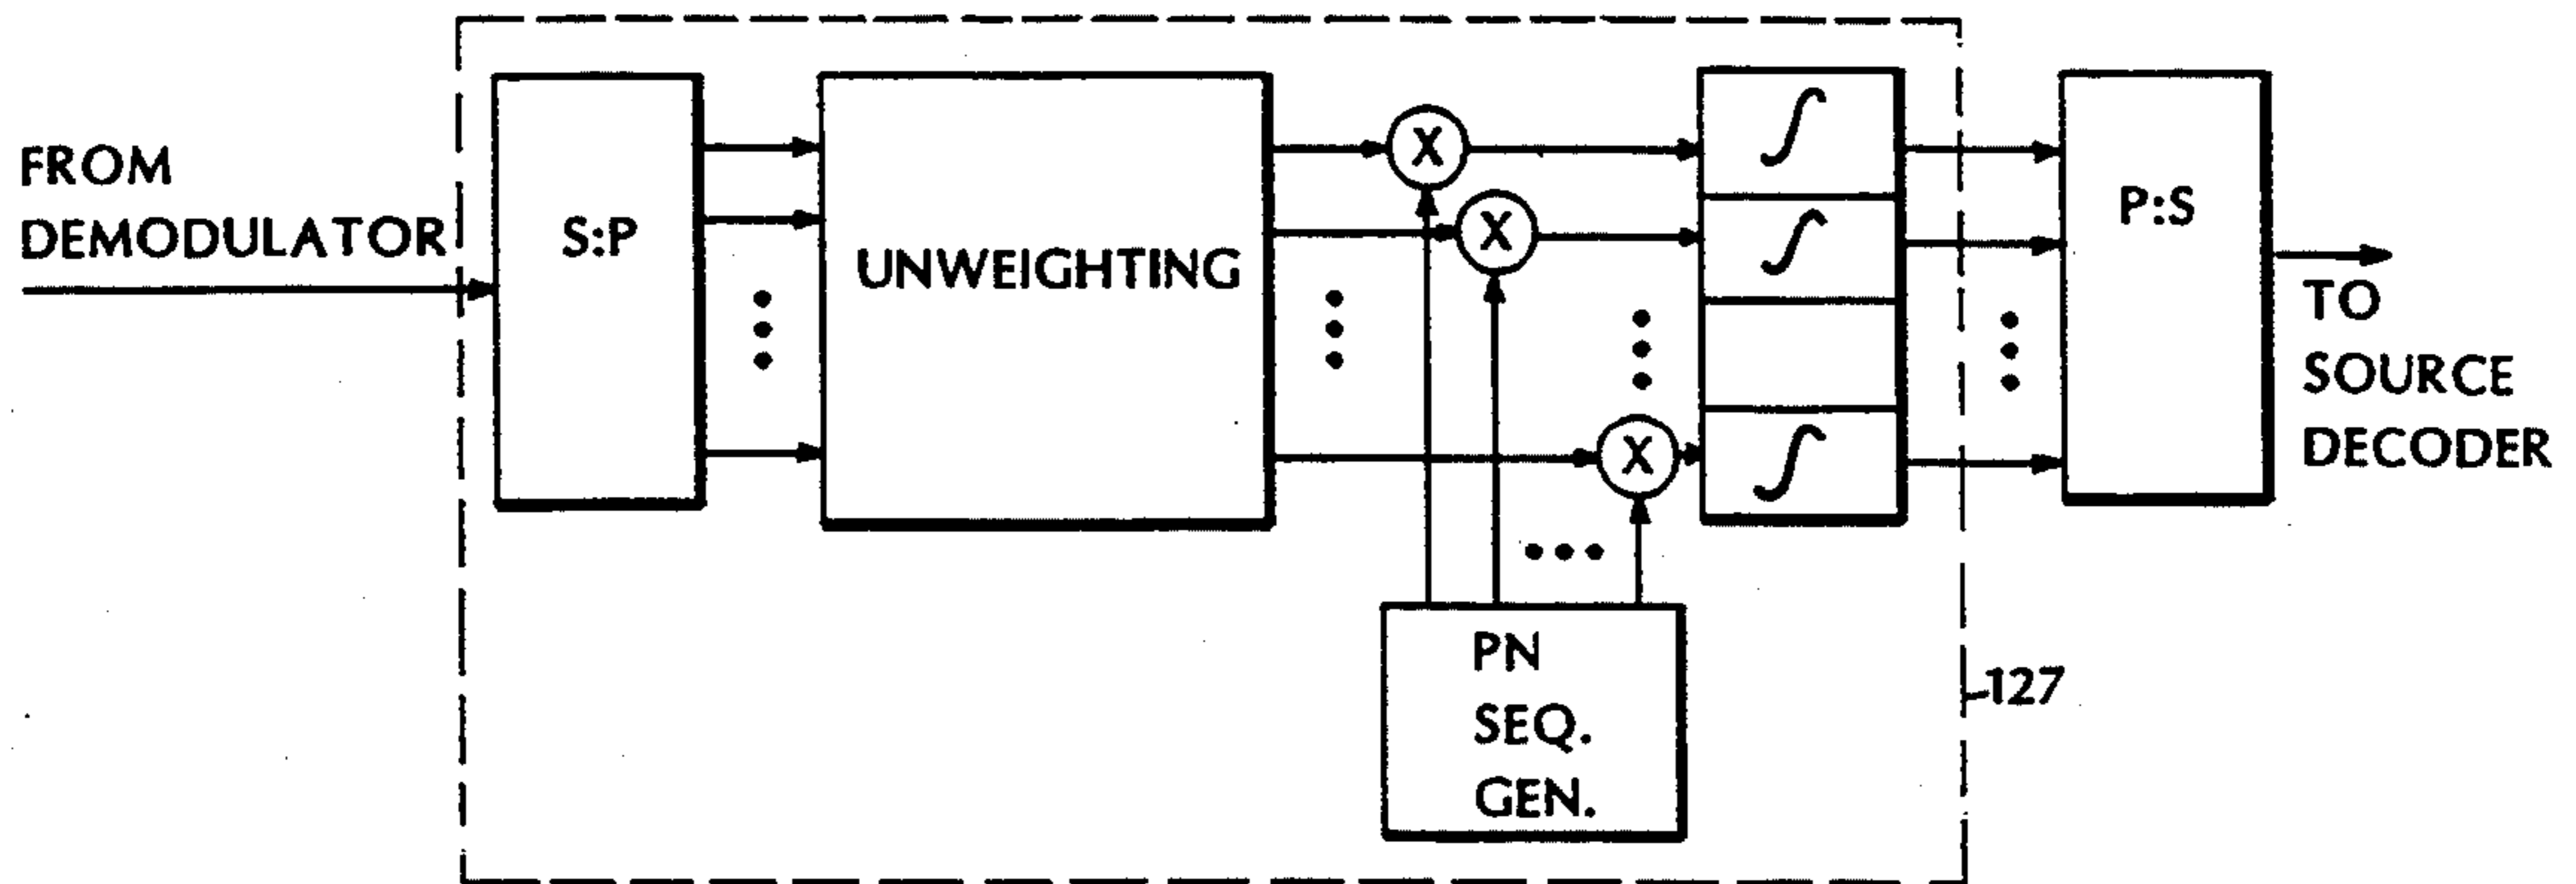 FROM
DEMODULATOR
S:P
UNWEIGHTING
X
X
X
∫
∫
∫
PN
SEQ.
GEN.
P:S
TO
SOURCE
DECODER
127